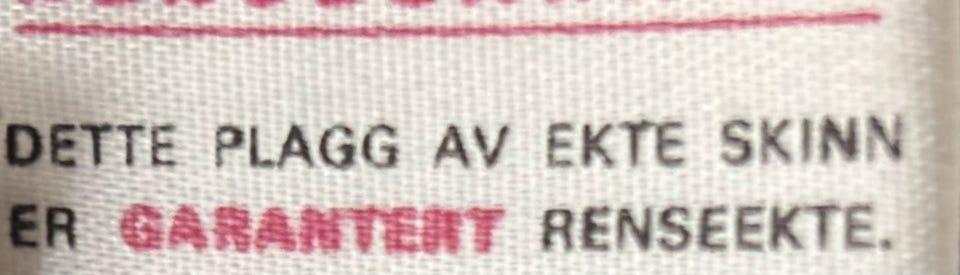 DETTE PLAGG AV EKTE SKINN
ER GARANTERT RENSEEKTE.